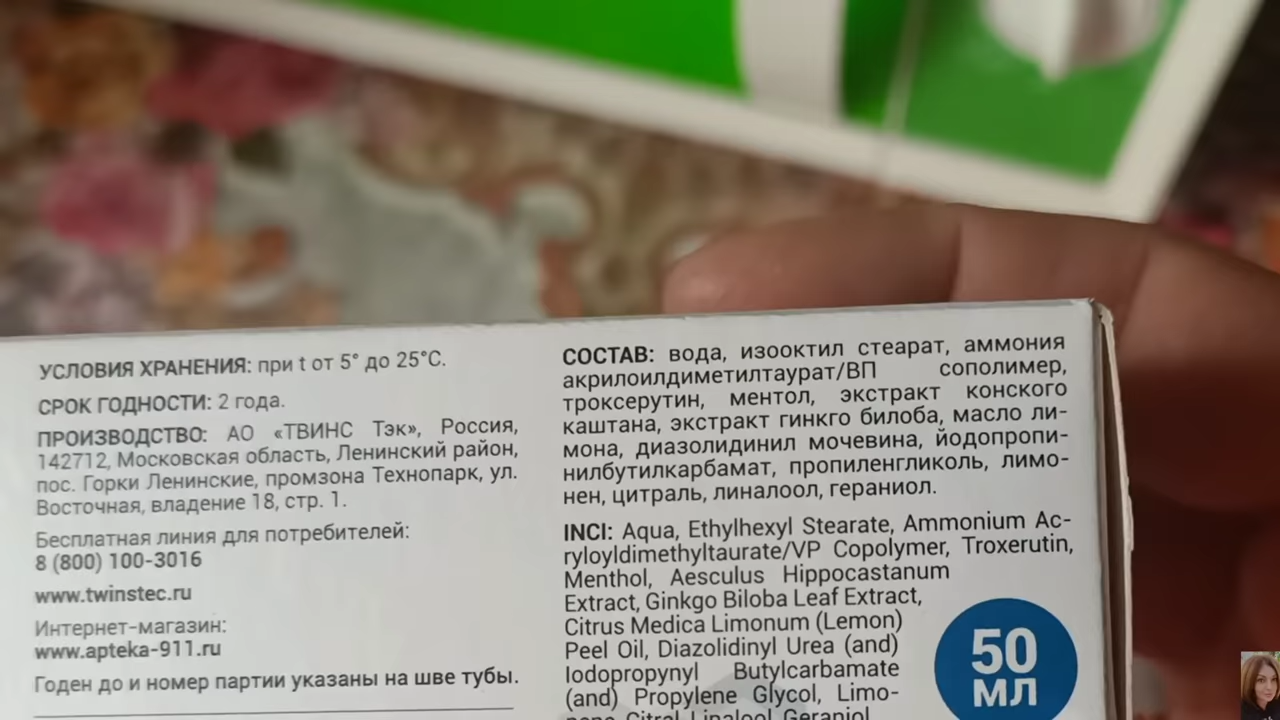 УСЛОВИЯ ХРАНЕНИЯ: при t от 5° до 25°С.
СРОК ГОДНОСТИ: 2 года.
ПРОИЗВОДСТВО: АО «ТВИНС Тэк», Россия,
142712, Московская область, Ленинский район,
пос. Горки Ленинские, промзона Технопарк, ул.
Восточная, владение 18, стр. 1.
Бесплатная линия для потребителей:
8 (800) 100-3016
www.twinstec.ru
Интернет-магазин:
www.apteka-911.ru
Годен до и номер партии указаны на шве тубы.
СОСТАВ: вода, изооктил стеарат, аммония
акрилоилдиметилтаурат/ВП сополимер,
троксерутин, ментол, экстракт конского
каштана, экстракт гинкго билоба, масло ли-
мона, диазолидинил мочевина, йодопропи-
нилбутилкарбамат, пропиленгликоль, лимо-
нен, цитраль, линалоол, гераниол.
INCI: Aqua, Ethylhexyl Stearate, Ammonium Ac-
ryloyldimethyltaurate/VP Copolymer, Troxerutin,
Menthol, Aesculus Hippocastanum
Extract, Ginkgo Biloba Leaf Extract,
Citrus Medica Limonum (Lemon)
Peel Oil, Diazolidinyl Urea (and)
Iodopropynyl Butylcarbamate
(and) Propylene Glycol, Limo-
nene, Citral, Linalool, Geraniol
50
МЛ